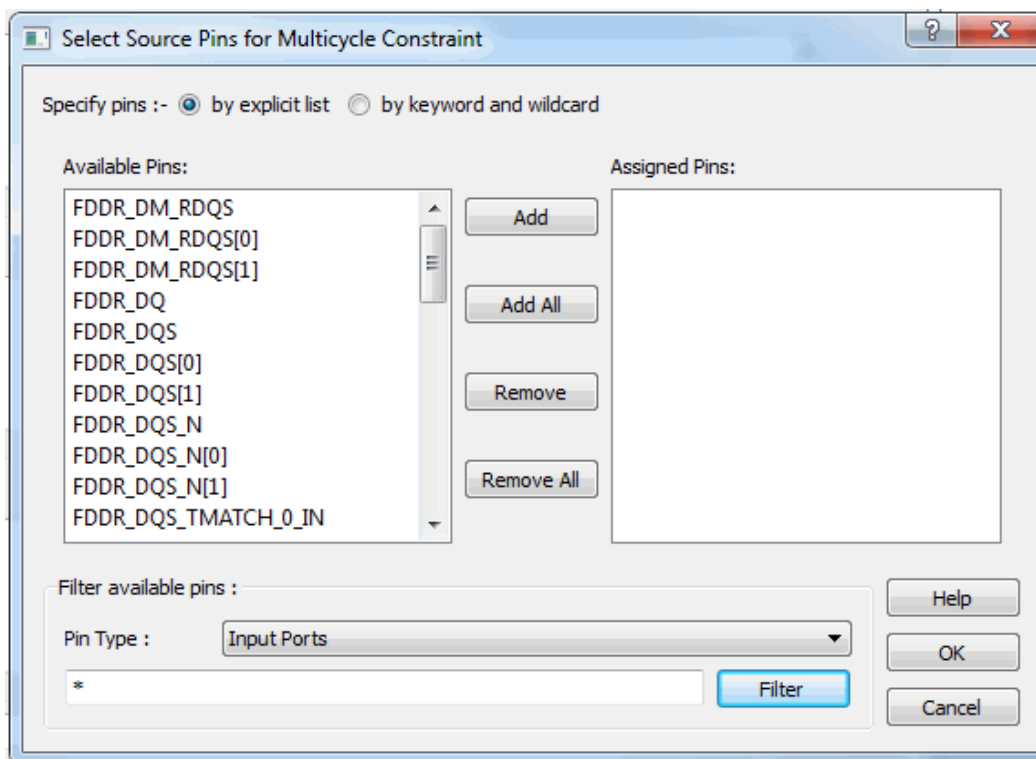 Select Source Pins for Multicycle Constraint
Specify pins :- by explicit list by keyword and wildcard
Available Pins:
Assigned Pins:
FDDR_DM_RDQS
FDDR_DM_RDQS[0]
FDDR_DM_RDQS[1]
FDDR_DQ
FDDR_DQS
FDDR_DQS[0]
FDDR_DQS[1]
FDDR_DQS_N
FDDR_DQS_N[0]
FDDR_DQS_N[1]
FDDR_DQS_TMATCH_0_IN
Add
Add All
Remove
Remove All
Filter available pins :
Pin Type : Input Ports
*
Filter
Help
OK
Cancel